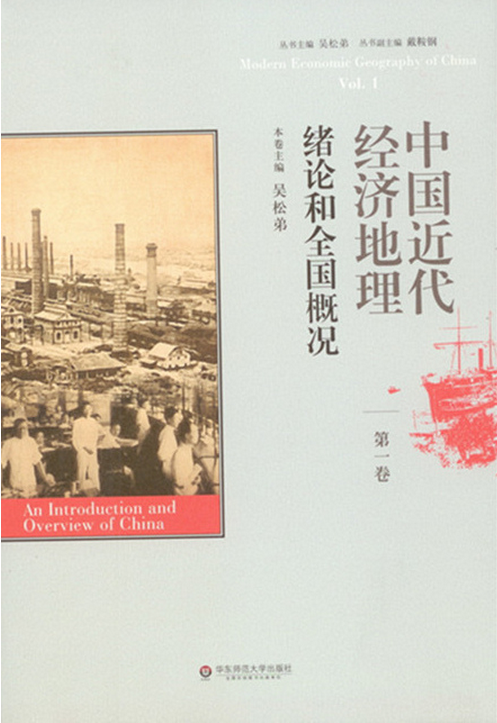 丛书主编 吴松弟 丛书副主编 戴鞍钢
Modern Economic Geography of China
Vol. 1
中国近代
经济地理
绪论和全国概况
本卷主编 吴松弟
第一卷
An Introduction and
Overview of China
华东师范大学出版社